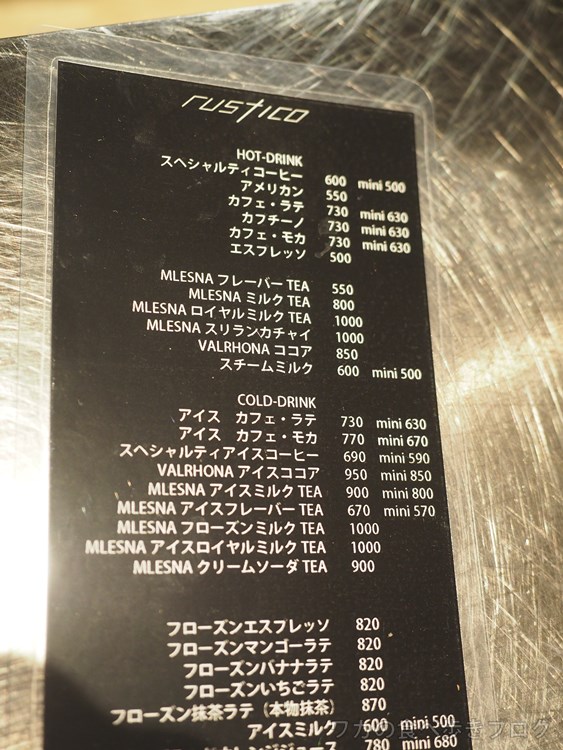 rustico
HOT-DRINK
スペシャルティコーヒー 600 mini 500
アメリカン 550
カフェ・ラテ 730 mini 630
カフチーノ 730 mini 630
カフェ・モカ 730 mini 630
エスプレッソ 500
MLESNA フレーバー TEA 550
MLESNA ミルク TEA 800
MLESNA ロイヤルミルク TEA 1000
MLESNA スリランカチャイ 1000
VALRHONA ココア 850
スチームミルク 600 mini 500
COLD-DRINK
アイス カフェ・ラテ 730 mini 630
アイス カフェ・モカ 770 mini 670
スペシャルティアイスコーヒー 690 mini 590
VALRHONA アイスココア 950 mini 850
MLESNA アイスミルク TEA 900 mini 800
MLESNA アイスフレーバー TEA 670 mini 570
MLESNA フローズンミルク TEA 1000
MLESNA アイスロイヤルミルク TEA 1000
MLESNA クリームソーダ TEA 900
フローズンエスプレッソ 820
フローズンマンゴーラテ 820
フローズンバナナラテ 820
フローズンいちごラテ 820
フローズン抹茶ラテ（本物抹茶） 870
アイスミルク 600 mini 500
780 mini 680
ワカの食べ歩きブログ